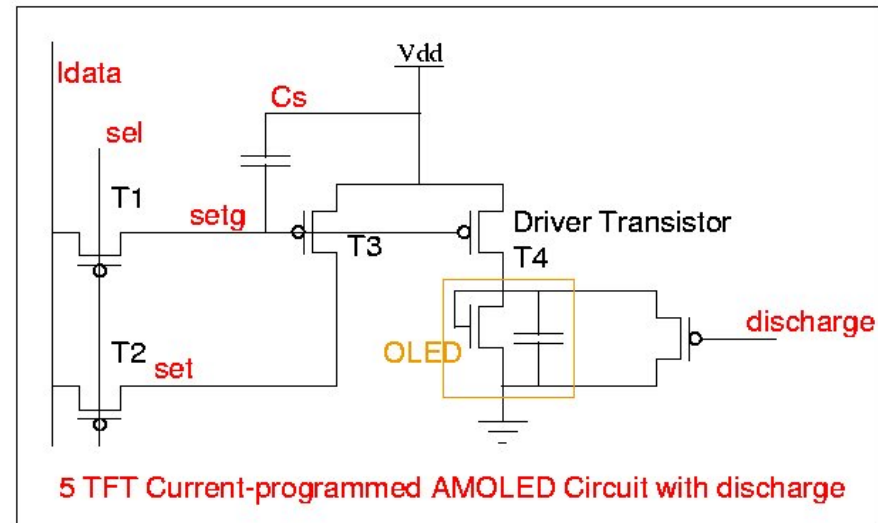 Vdd
Idata
Cs
sel
T1
setg
T3
Driver Transistor
T4
discharge
OLED
T2
set
5 TFT Current-programmed AMOLED Circuit with discharge